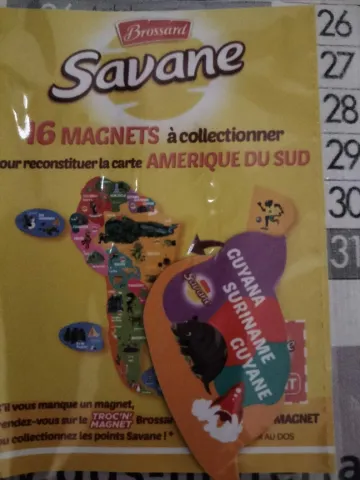 Brossard
Savane
16 MAGNETS à collectionner
our reconstituer la carte AMERIQUE DU SUD
Savane
GUYANA
SURINAME
GUYANE
'il vous manque un magnet,
rendez-vous sur le TROC'N' MAGNET Brossa MAGNET
ou collectionnez les points Savane ! * AU DOS
26
27
28
29
30
31